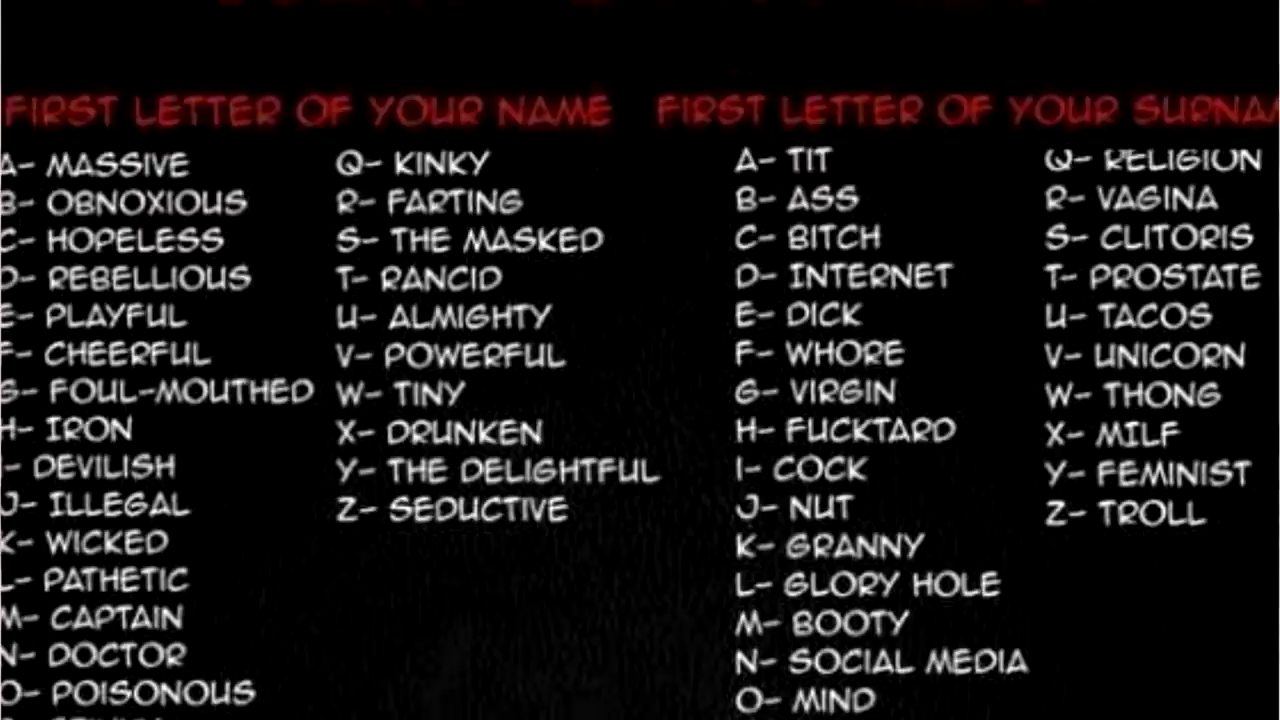 FIRST LETTER OF YOUR NAME
A- MASSIVE
B- OBNOXIOUS
C- HOPELESS
D- REBELLIOUS
E- PLAYFUL
F- CHEERFUL
G- FOUL-MOUTHED
H- IRON
I- DEVILISH
J- ILLEGAL
K- WICKED
L- PATHETIC
M- CAPTAIN
N- DOCTOR
O- POISONOUS
Q- KINKY
R- FARTING
S- THE MASKED
T- RANCID
U- ALMIGHTY
V- POWERFUL
W- TINY
X- DRUNKEN
Y- THE DELIGHTFUL
Z- SEDUCTIVE
FIRST LETTER OF YOUR SURNAM
A- TIT
B- ASS
C- BITCH
D- INTERNET
E- DICK
F- WHORE
G- VIRGIN
H- FUCKTARD
I- COCK
J- NUT
K- GRANNY
L- GLORY HOLE
M- BOOTY
N- SOCIAL MEDIA
O- MIND
Q- RELIGION
R- VAGINA
S- CLITORIS
T- PROSTATE
U- TACOS
V- UNICORN
W- THONG
X- MILF
Y- FEMINIST
Z- TROLL